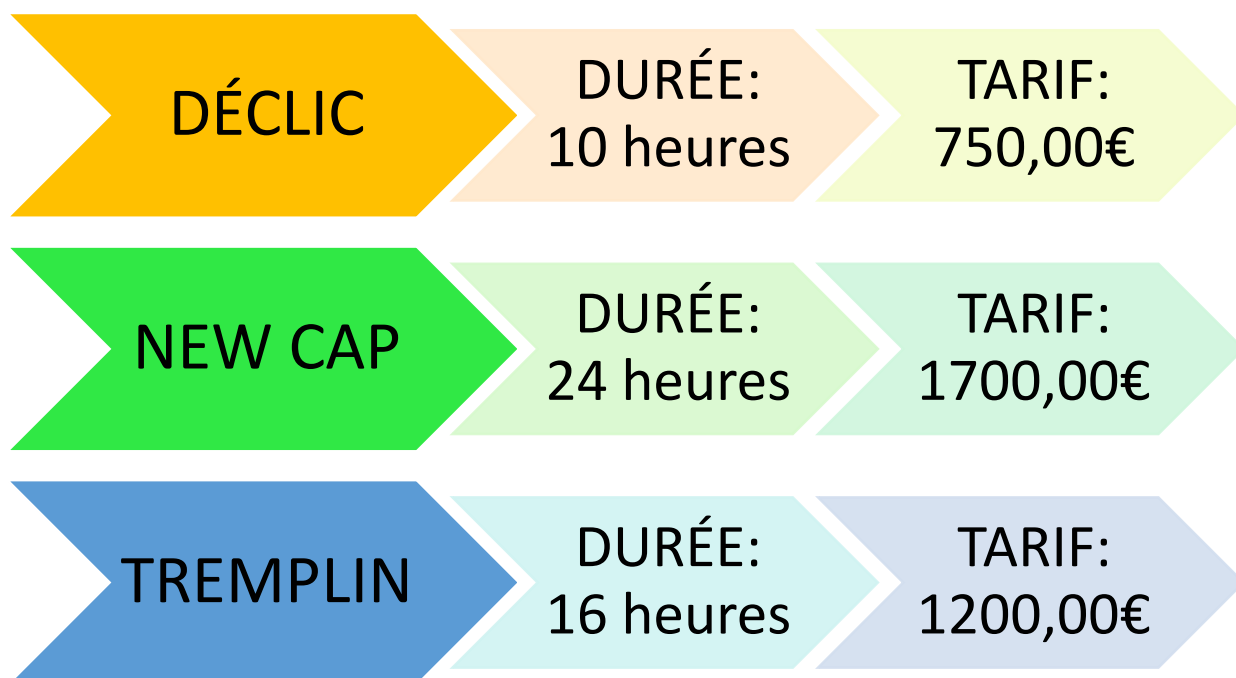 DÉCLIC
DURÉE:
10 heures
TARIF:
750,00€
NEW CAP
DURÉE:
24 heures
TARIF:
1700,00€
TREMPLIN
DURÉE:
16 heures
TARIF:
1200,00€